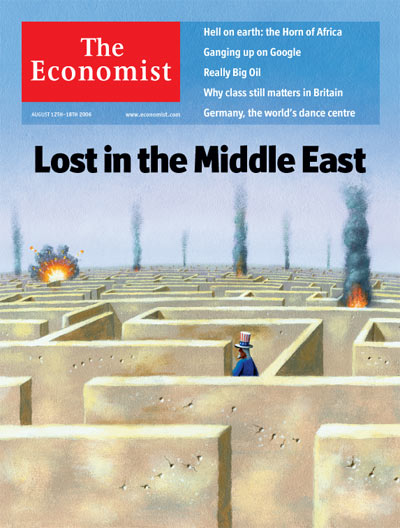 The
Economist
Hell on earth: the Horn of Africa
Ganging up on Google
Really Big Oil
Why class still matters in Britain
Germany, the world's dance centre
AUGUST 12TH–18TH 2006
www.economist.com
Lost in the Middle East